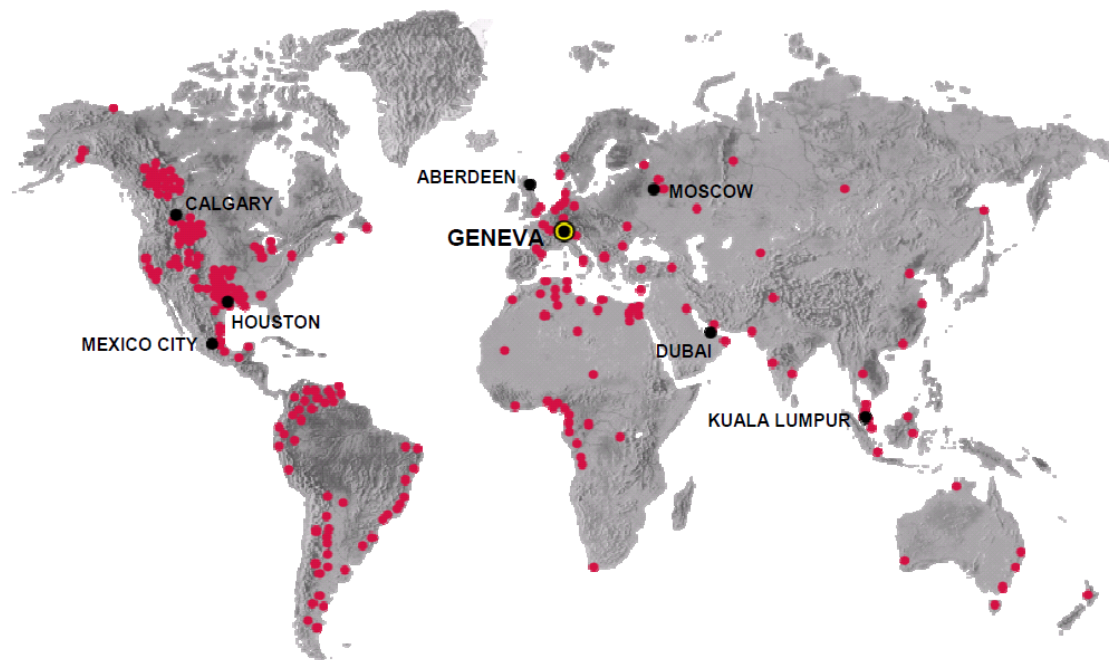 ABERDEEN
MOSCOW
CALGARY
GENEVA
HOUSTON
MEXICO CITY
DUBAI
KUALA LUMPUR